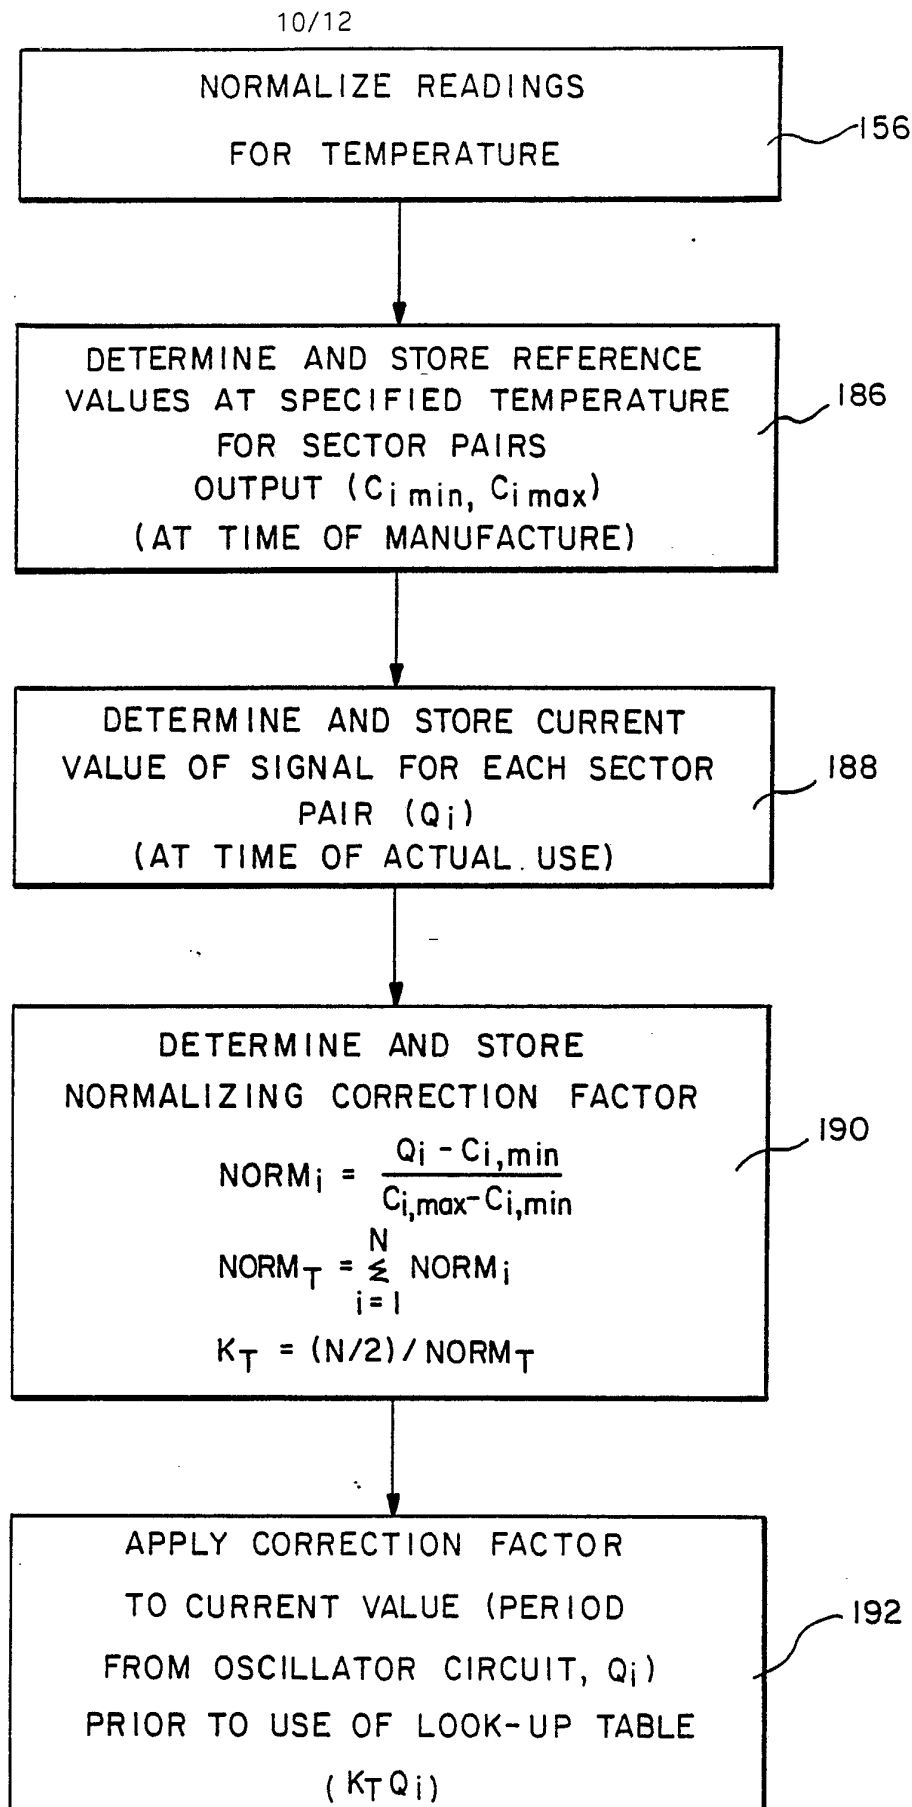 10/12
NORMALIZE READINGS
FOR TEMPERATURE
156
DETERMINE AND STORE REFERENCE
VALUES AT SPECIFIED TEMPERATURE
FOR SECTOR PAIRS
OUTPUT (Ci min, Ci max)
(AT TIME OF MANUFACTURE)
186
DETERMINE AND STORE CURRENT
VALUE OF SIGNAL FOR EACH SECTOR
PAIR (Qi)
(AT TIME OF ACTUAL USE)
188
DETERMINE AND STORE
NORMALIZING CORRECTION FACTOR
NORMi = Qi - Ci,min
Ci,max-Ci,min
N
NORMT = Σ NORMi
i = 1
KT = (N/2) / NORMT
190
APPLY CORRECTION FACTOR
TO CURRENT VALUE (PERIOD
FROM OSCILLATOR CIRCUIT, Qi)
PRIOR TO USE OF LOOK-UP TABLE
(KTQi)
192